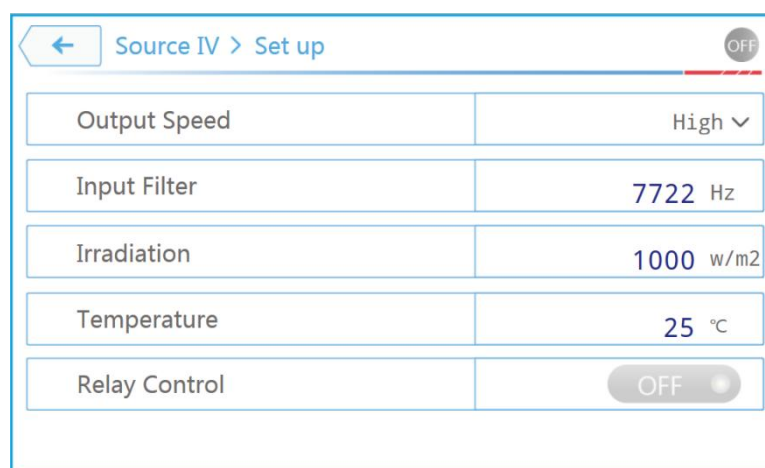 Source IV > Set up OFF
Output Speed High
Input Filter 7722 Hz
Irradiation 1000 w/m2
Temperature 25 ℃
Relay Control OFF